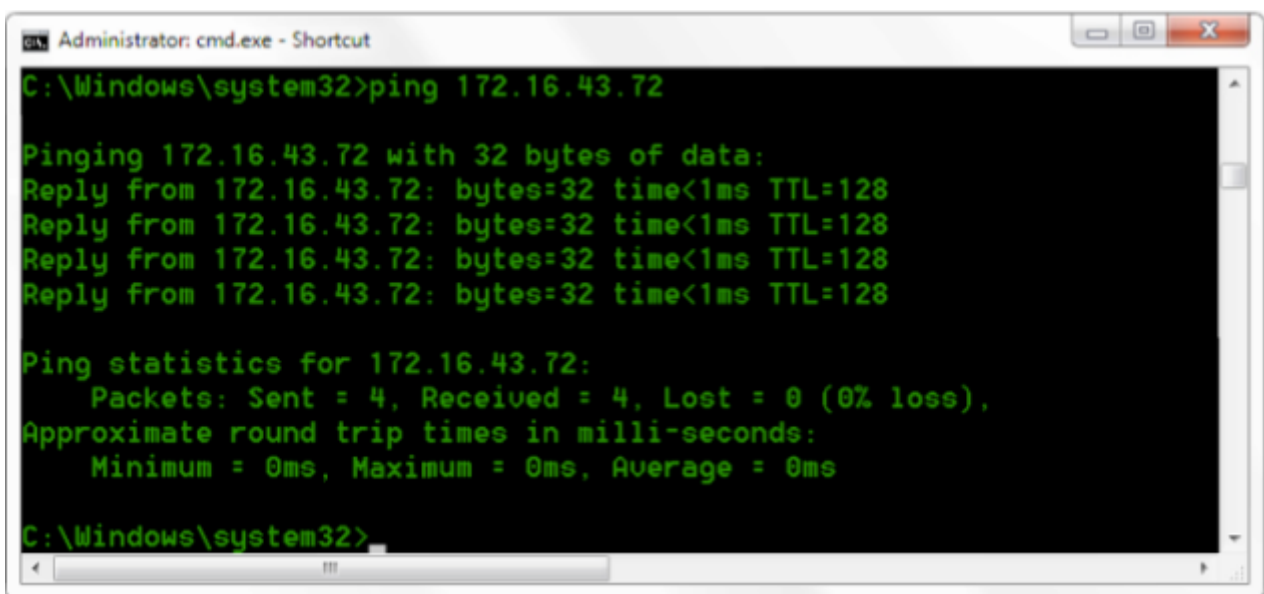 Administrator: cmd.exe - Shortcut
C:\Windows\system32>ping 172.16.43.72
Pinging 172.16.43.72 with 32 bytes of data:
Reply from 172.16.43.72: bytes=32 time<1ms TTL=128
Reply from 172.16.43.72: bytes=32 time<1ms TTL=128
Reply from 172.16.43.72: bytes=32 time<1ms TTL=128
Reply from 172.16.43.72: bytes=32 time<1ms TTL=128
Ping statistics for 172.16.43.72:
    Packets: Sent = 4, Received = 4, Lost = 0 (0% loss),
Approximate round trip times in milli-seconds:
    Minimum = 0ms, Maximum = 0ms, Average = 0ms
C:\Windows\system32>_